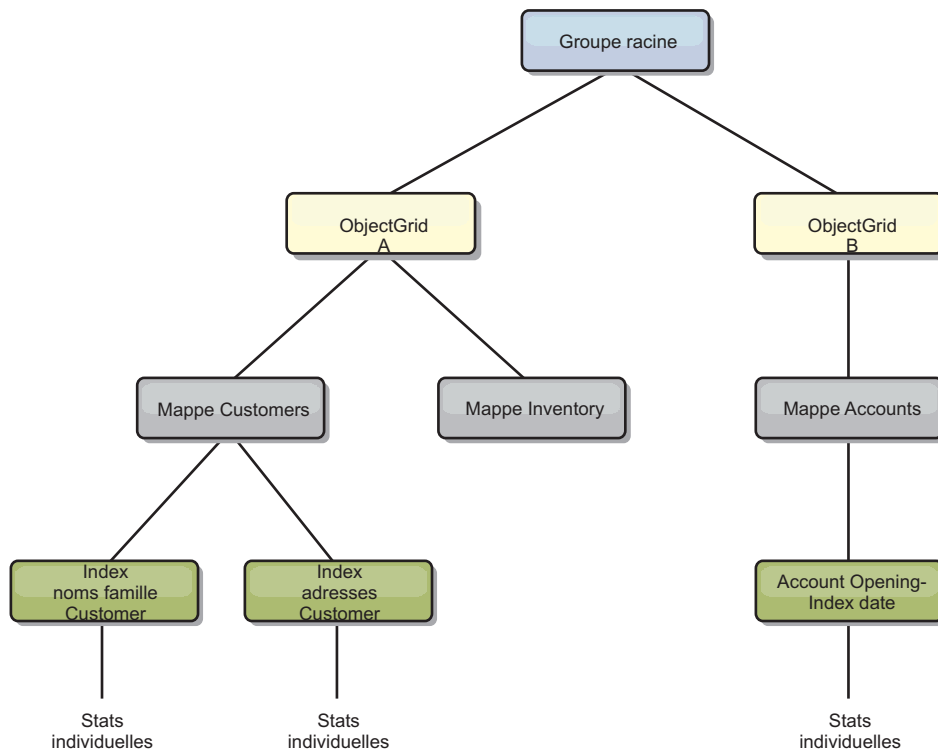 Groupe racine
ObjectGrid
A
ObjectGrid
B
Mappe Customers
Mappe Inventory
Mappe Accounts
Index
noms famille
Customer
Index
adresses
Customer
Account Opening-
Index date
Stats
individuelles
Stats
individuelles
Stats
individuelles